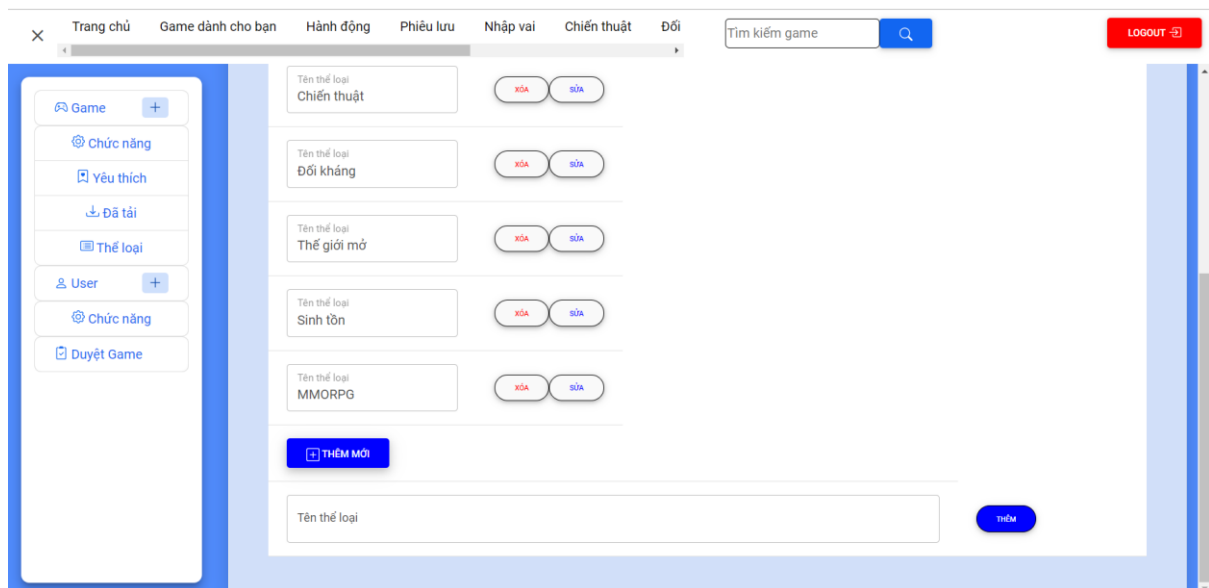 Trang chủ Game dành cho bạn Hành động Phiêu lưu Nhập vai Chiến thuật Đối
Tìm kiếm game
LOGOUT
Game
Chức năng
Yêu thích
Đã tải
Thể loại
User
Chức năng
Duyệt Game
Tên thể loại
Chiến thuật
XÓA SỬA
Tên thể loại
Đối kháng
XÓA SỬA
Tên thể loại
Thế giới mở
XÓA SỬA
Tên thể loại
Sinh tồn
XÓA SỬA
Tên thể loại
MMORPG
XÓA SỬA
THÊM MỚI
Tên thể loại
THÊM